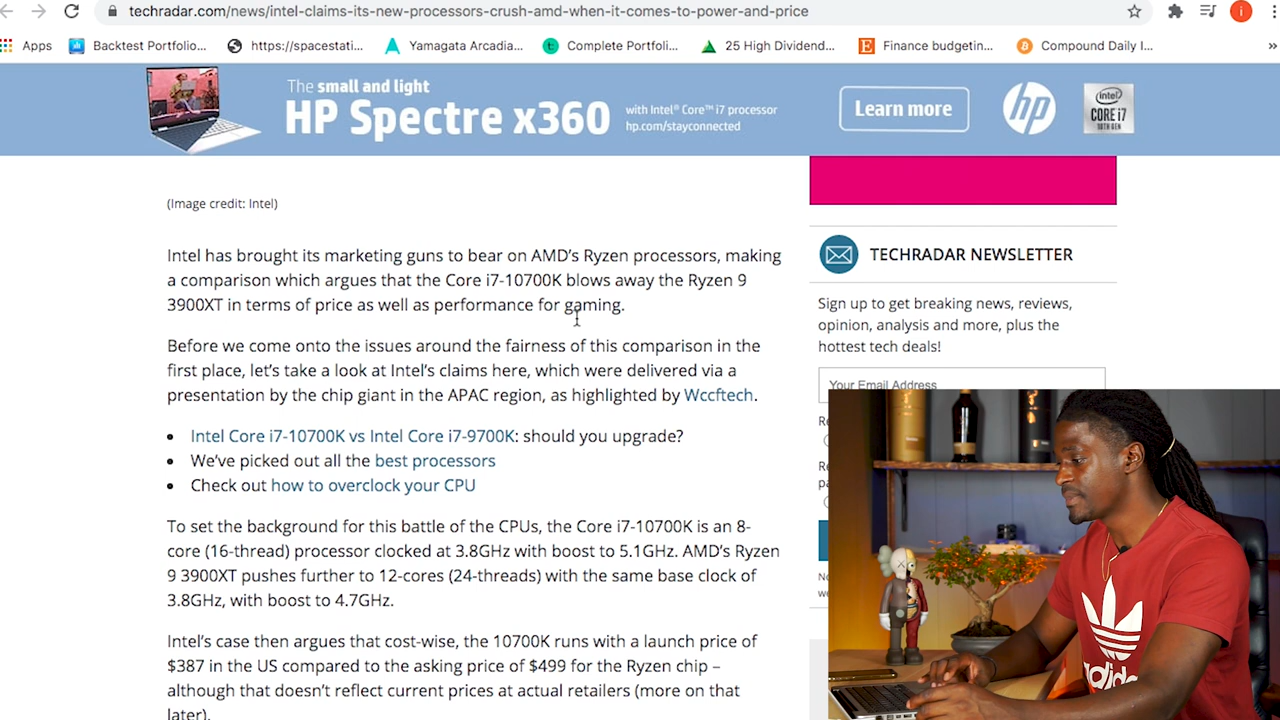 techradar.com/news/intel-claims-its-new-processors-crush-amd-when-it-comes-to-power-and-price
i
Apps
Backtest Portfolio...
https://spacestati...
Yamagata Arcadia...
Complete Portfoli...
25 High Dividend...
Finance budgetin...
Compound Daily I...
»
The small and light
HP Spectre x360
with Intel® Core™ i7 processor
hp.com/stayconnected
Learn more
hp
intel
CORE i7
10TH GEN
(Image credit: Intel)
Intel has brought its marketing guns to bear on AMD's Ryzen processors, making
a comparison which argues that the Core i7-10700K blows away the Ryzen 9
3900XT in terms of price as well as performance for gaming.
Before we come onto the issues around the fairness of this comparison in the
first place, let's take a look at Intel's claims here, which were delivered via a
presentation by the chip giant in the APAC region, as highlighted by Wccftech.
• Intel Core i7-10700K vs Intel Core i7-9700K: should you upgrade?
• We've picked out all the best processors
• Check out how to overclock your CPU
To set the background for this battle of the CPUs, the Core i7-10700K is an 8-
core (16-thread) processor clocked at 3.8GHz with boost to 5.1GHz. AMD's Ryzen
9 3900XT pushes further to 12-cores (24-threads) with the same base clock of
3.8GHz, with boost to 4.7GHz.
Intel's case then argues that cost-wise, the 10700K runs with a launch price of
$387 in the US compared to the asking price of $499 for the Ryzen chip –
although that doesn't reflect current prices at actual retailers (more on that
later).
TECHRADAR NEWSLETTER
Sign up to get breaking news, reviews,
opinion, analysis and more, plus the
hottest tech deals!
Your Email Address
adidas